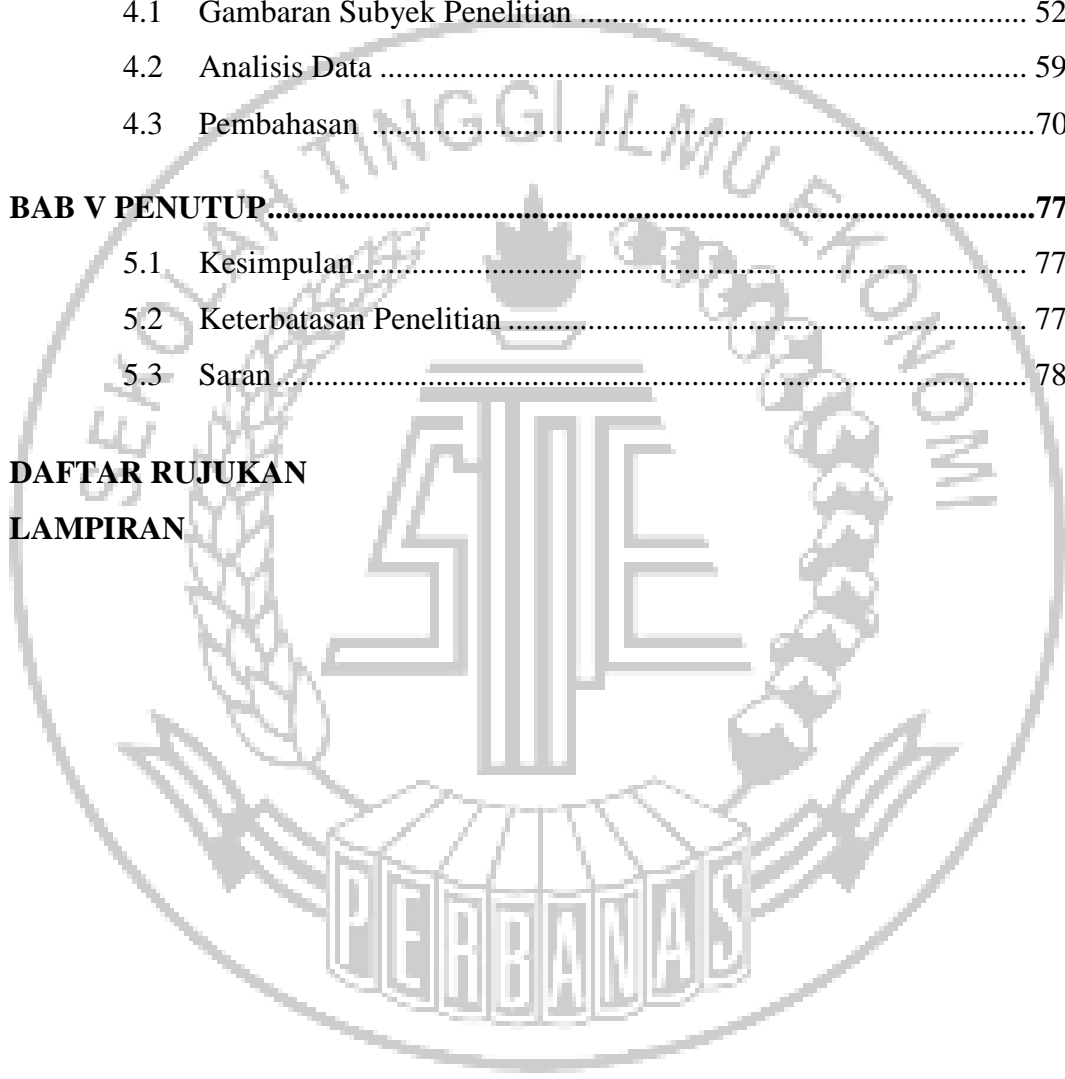 4.1 Gambaran Subyek Penelitian ................................................................ 52
4.2 Analisis Data ........................................................................................... 59
4.3 Pembahasan ............................................................................................70
BAB V PENUTUP.............................................................................................77
5.1 Kesimpulan.............................................................................................. 77
5.2 Keterbatasan Penelitian ........................................................................... 77
5.3 Saran ........................................................................................................ 78
DAFTAR RUJUKAN
LAMPIRAN
SEKOLAH TINGGI ILMU EKONOMI
STIE
PERBANAS